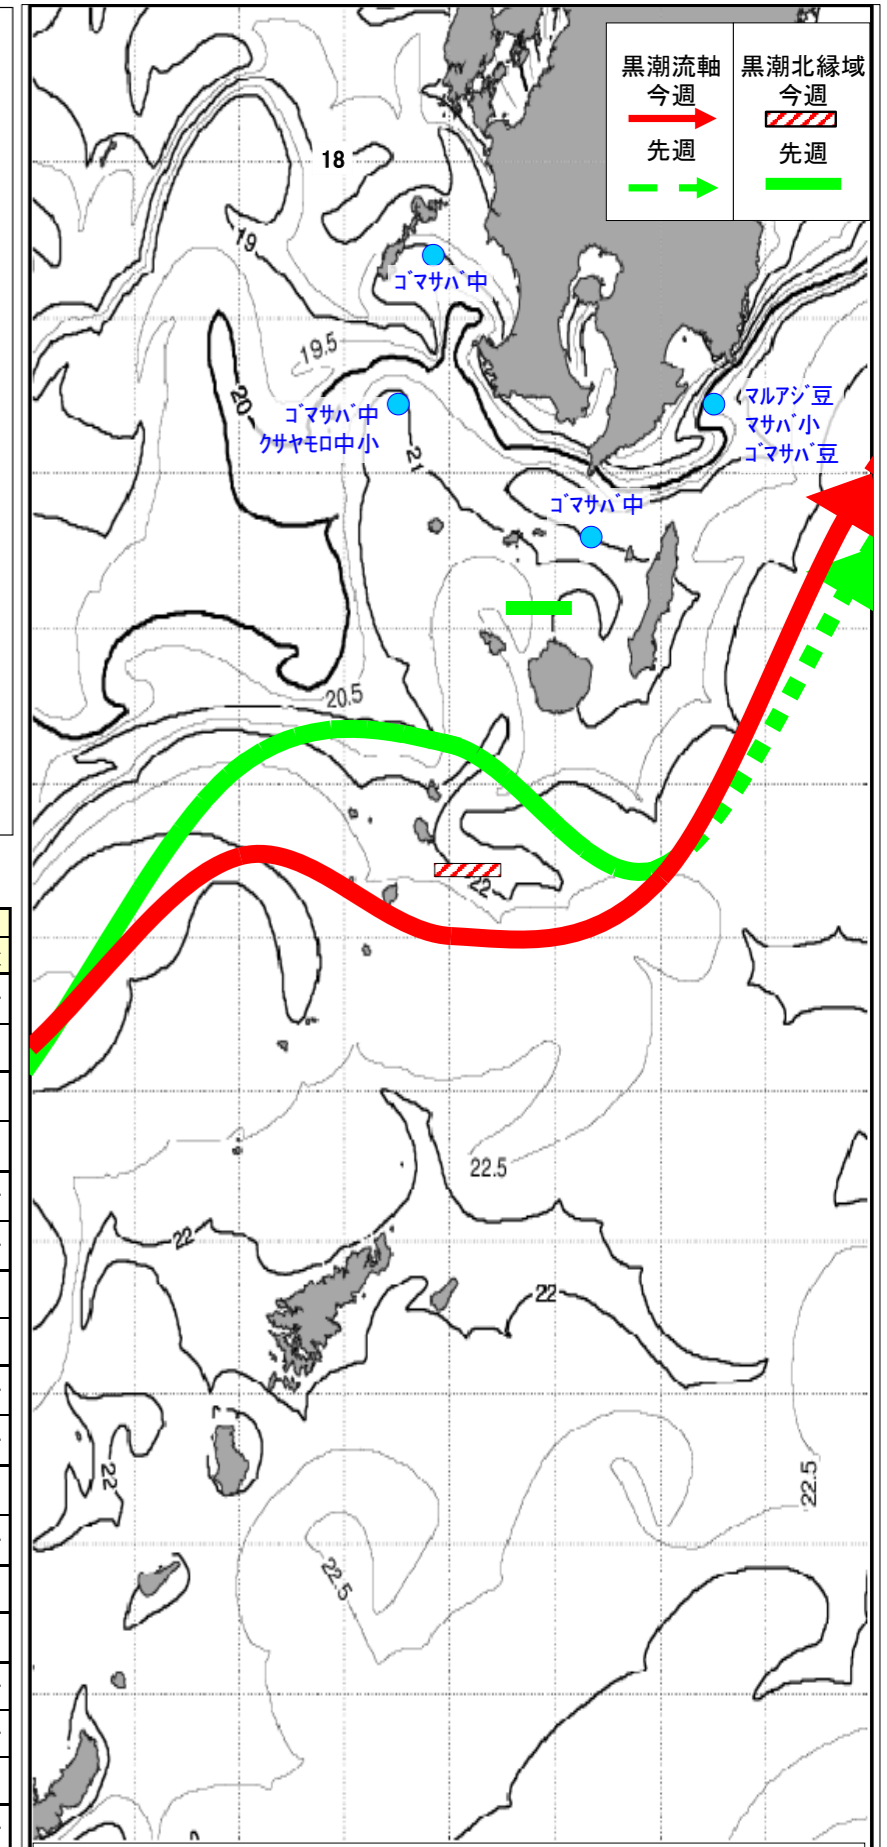 黒潮流軸
今週
先週
黒潮北縁域
今週
先週
18
19
ｺﾞﾏサバ中
19.5
20
ｺﾞﾏサバ中
クサヤモロ中小
21
マルアジ豆
マサバ小
ｺﾞﾏサバ豆
ｺﾞﾏサバ中
20.5
22
22.5
22
22
22
22.5
22.5